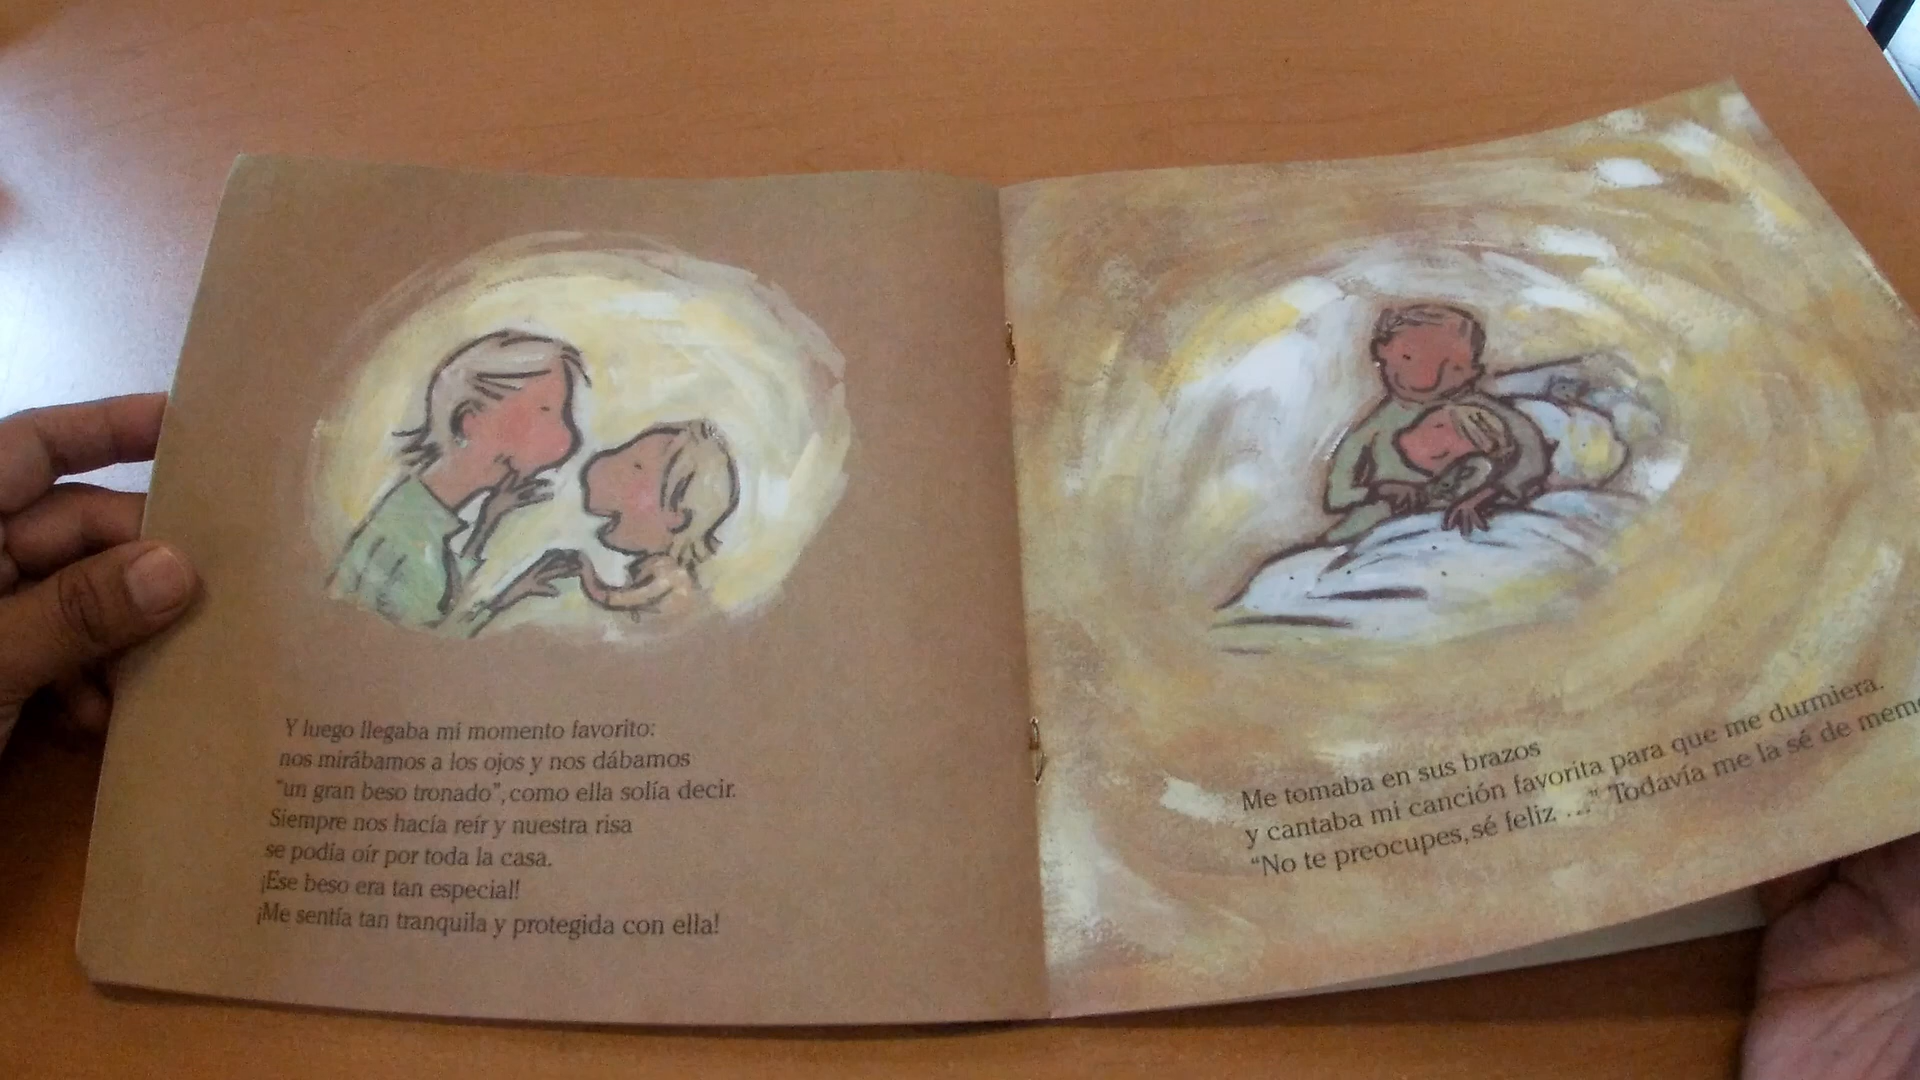 Y luego llegaba mi momento favorito:
nos mirábamos a los ojos y nos dábamos
"un gran beso tronado", como ella solía decir.
Siempre nos hacía reír y nuestra risa
se podía oír por toda la casa.
¡Ese beso era tan especial!
¡Me sentía tan tranquila y protegida con ella!
Me tomaba en sus brazos
y cantaba mi canción favorita para que me durmiera.
"No te preocupes, sé feliz ..." Todavía me la sé de